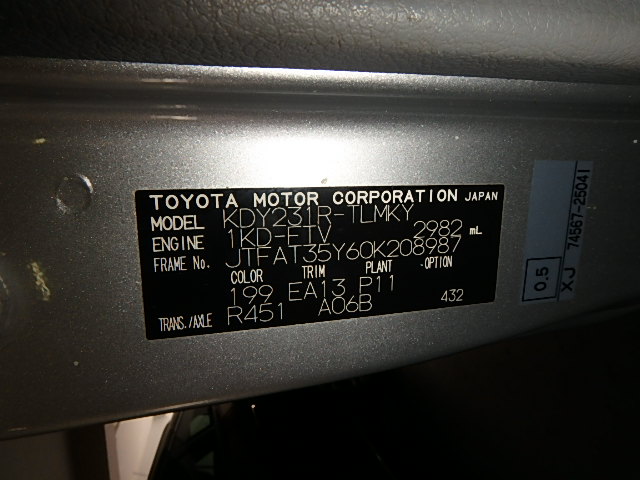 TOYOTA MOTOR CORPORATION JAPAN
MODEL KDY231R-TLMKY
ENGINE 1KD-FTV 2982 mL
FRAME No. JTFAT35Y60K208987
COLOR TRIM PLANT OPTION
199 EA13 P11
432
TRANS./AXLE R451 A06B
0.5
XJ 74567-25041